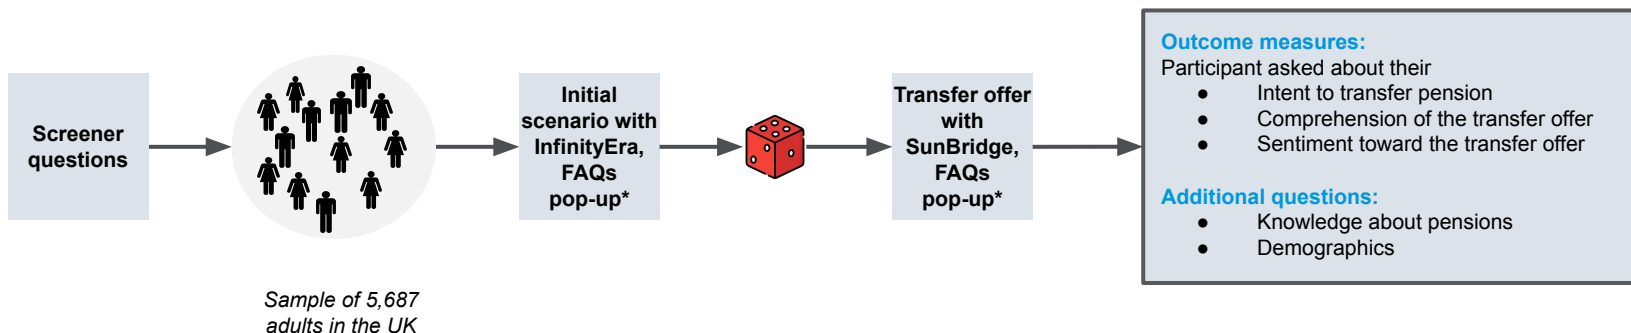 Screener
questions
Sample of 5,687
adults in the UK
Initial
scenario with
InfinityEra,
FAQs
pop-up*
Transfer offer
with
SunBridge,
FAQs
pop-up*
Outcome measures:
Participant asked about their
● Intent to transfer pension
● Comprehension of the transfer offer
● Sentiment toward the transfer offer
Additional questions:
● Knowledge about pensions
● Demographics